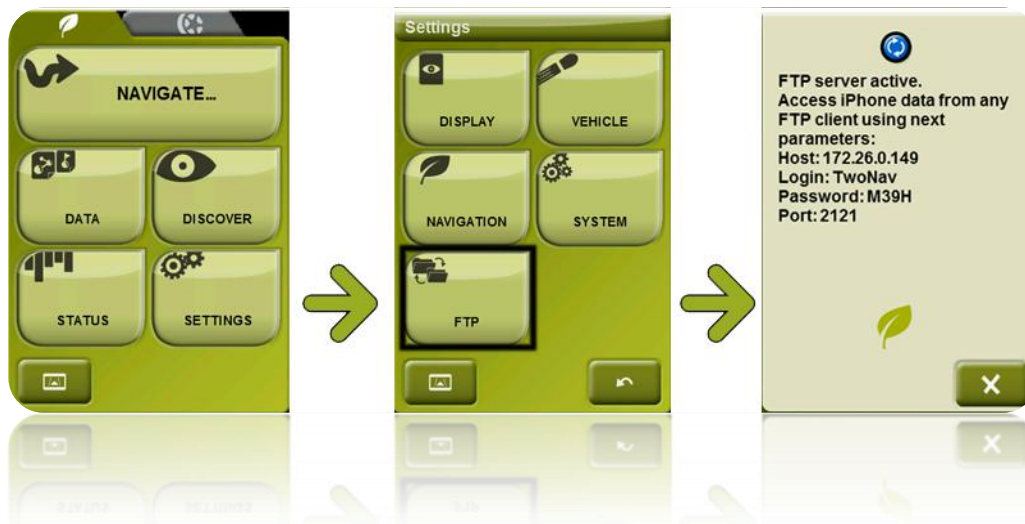 NAVIGATE...
DATA
DISCOVER
STATUS
SETTINGS
Settings
DISPLAY
VEHICLE
NAVIGATION
SYSTEM
FTP
FTP server active.
Access iPhone data from any
FTP client using next
parameters:
Host: 172.26.0.149
Login: TwoNav
Password: M39H
Port: 2121